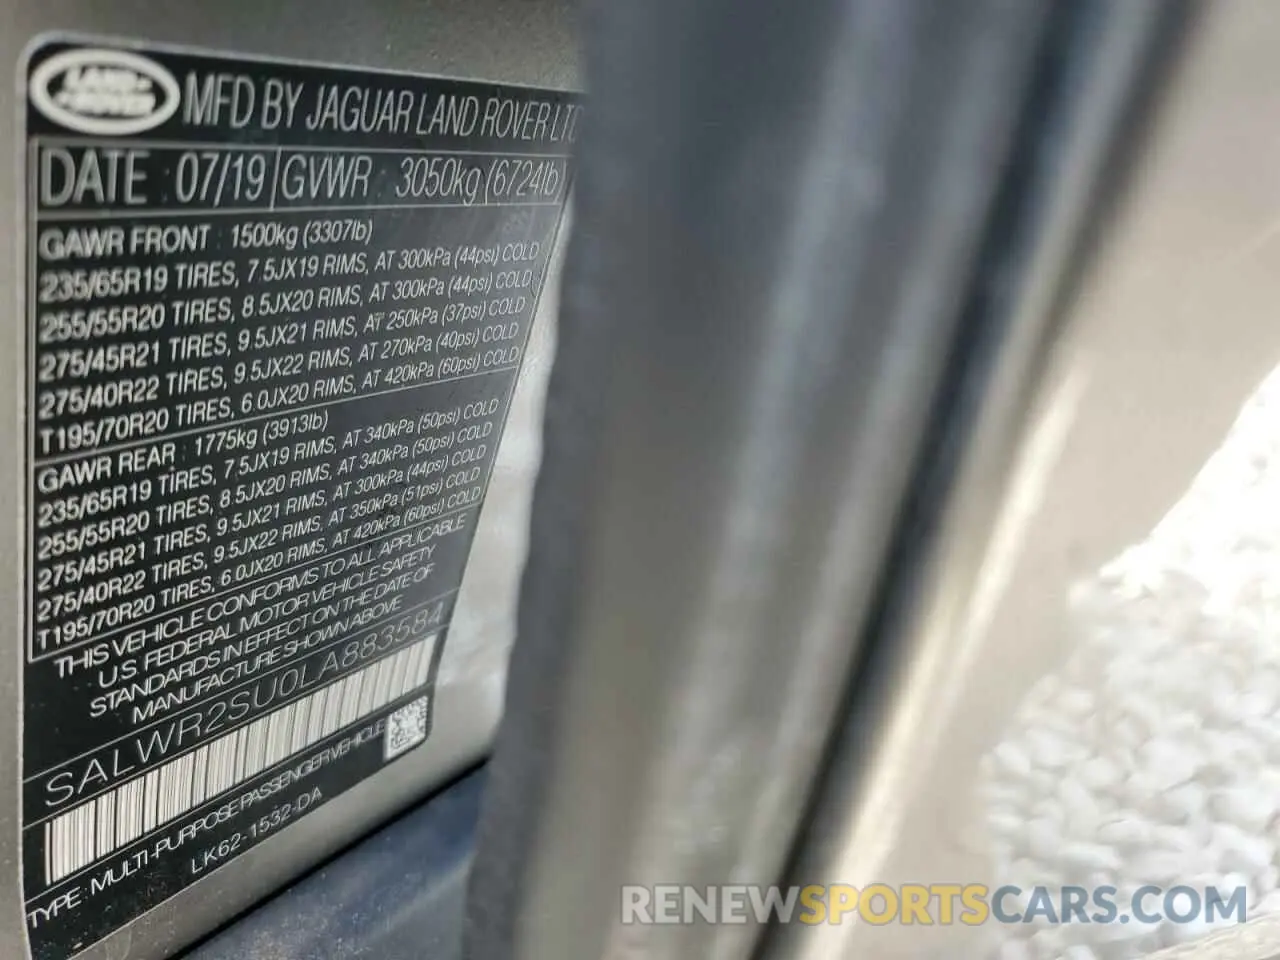 LAND ROVER
MFD BY JAGUAR LAND ROVER LTD
DATE : 07/19 GVWR : 3050kg (6724lb)
GAWR FRONT : 1500kg (3307lb)
235/65R19 TIRES, 7.5JX19 RIMS, AT 300kPa (44psi) COLD
255/55R20 TIRES, 8.5JX20 RIMS, AT 300kPa (44psi) COLD
275/45R21 TIRES, 9.5JX21 RIMS, AT 250kPa (37psi) COLD
275/40R22 TIRES, 9.5JX22 RIMS, AT 270kPa (40psi) COLD
T195/70R20 TIRES, 6.0JX20 RIMS, AT 420kPa (60psi) COLD
GAWR REAR : 1775kg (3913lb)
235/65R19 TIRES, 7.5JX19 RIMS, AT 340kPa (50psi) COLD
255/55R20 TIRES, 8.5JX20 RIMS, AT 340kPa (50psi) COLD
275/45R21 TIRES, 9.5JX21 RIMS, AT 300kPa (44psi) COLD
275/40R22 TIRES, 9.5JX22 RIMS, AT 350kPa (51psi) COLD
T195/70R20 TIRES, 6.0JX20 RIMS, AT 420kPa (60psi) COLD
THIS VEHICLE CONFORMS TO ALL APPLICABLE
U.S. FEDERAL MOTOR VEHICLE SAFETY
STANDARDS IN EFFECT ON THE DATE OF
MANUFACTURE SHOWN ABOVE
SALWR2SU0LA883584
TYPE : MULTI-PURPOSE PASSENGER VEHICLE
LK62-1532-DA
RENEWSPORTSCARS.COM